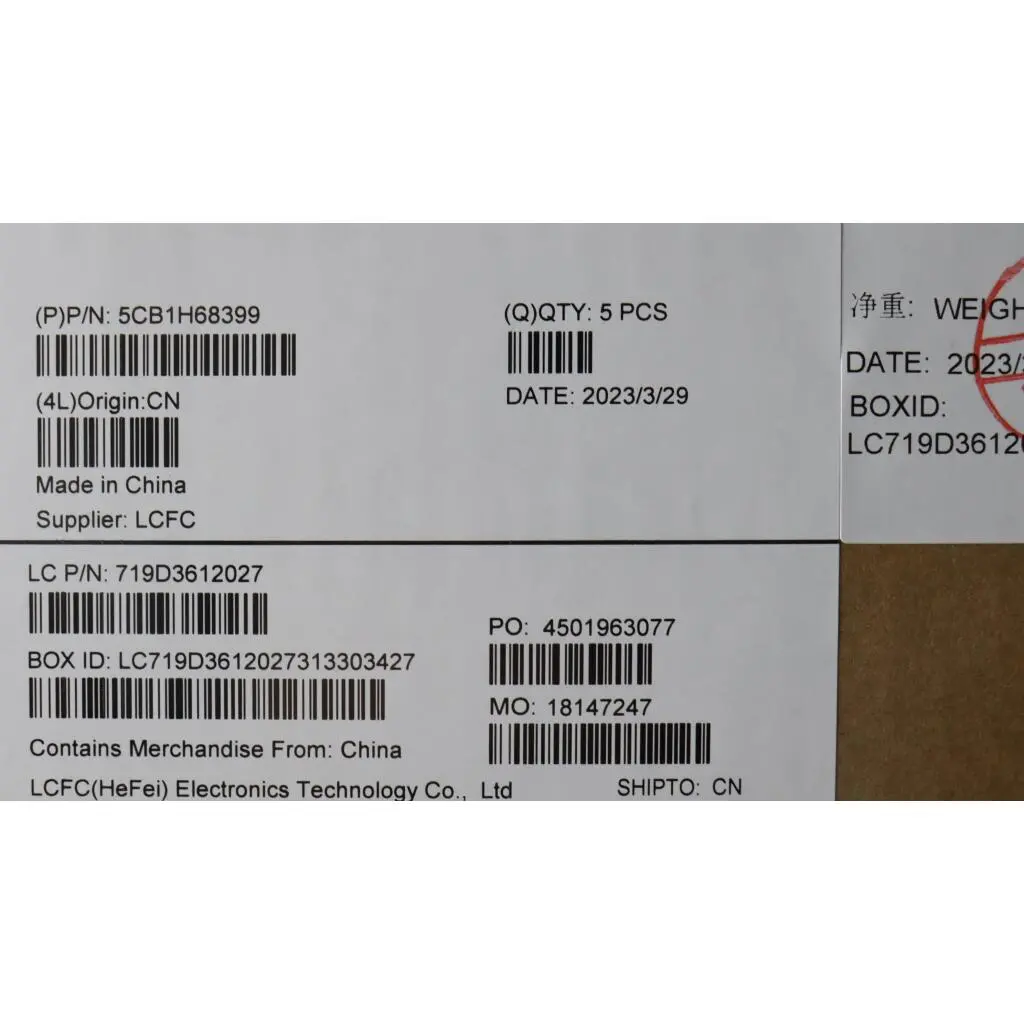 (P)P/N: 5CB1H68399
(Q)QTY: 5 PCS
(4L)Origin:CN
DATE: 2023/3/29
Made in China
Supplier: LCFC
净重: WEIGH
DATE: 2023/
BOXID:
LC719D3612
LC P/N: 719D3612027
PO: 4501963077
BOX ID: LC719D3612027313303427
MO: 18147247
Contains Merchandise From: China
LCFC(HeFei) Electronics Technology Co., Ltd
SHIPTO: CN